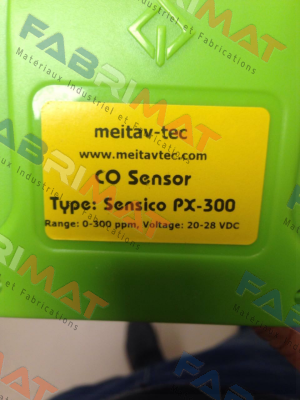 meitav-tec
www.meitavtec.com
CO Sensor
Type: Sensico PX-300
Range: 0-300 ppm, Voltage: 20-28 VDC
FABRIMAT
Materiaux Industriel et Fabrications